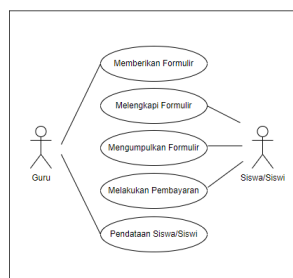 Memberikan Formulir
Melengkapi Formulir
Mengumpulkan Formulir
Guru
Siswa/Siswi
Melakukan Pembayaran
Pendataan Siswa/Siswi